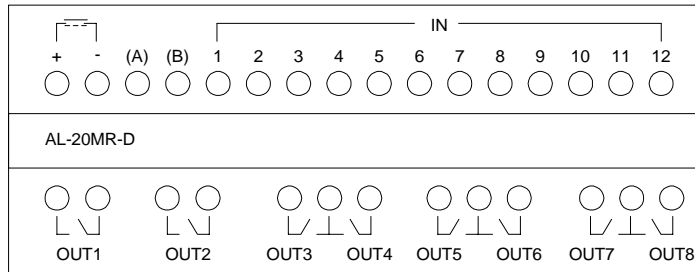 IN
+ - (A) (B) 1 2 3 4 5 6 7 8 9 10 11 12
AL-20MR-D
OUT1 OUT2 OUT3 OUT4 OUT5 OUT6 OUT7 OUT8